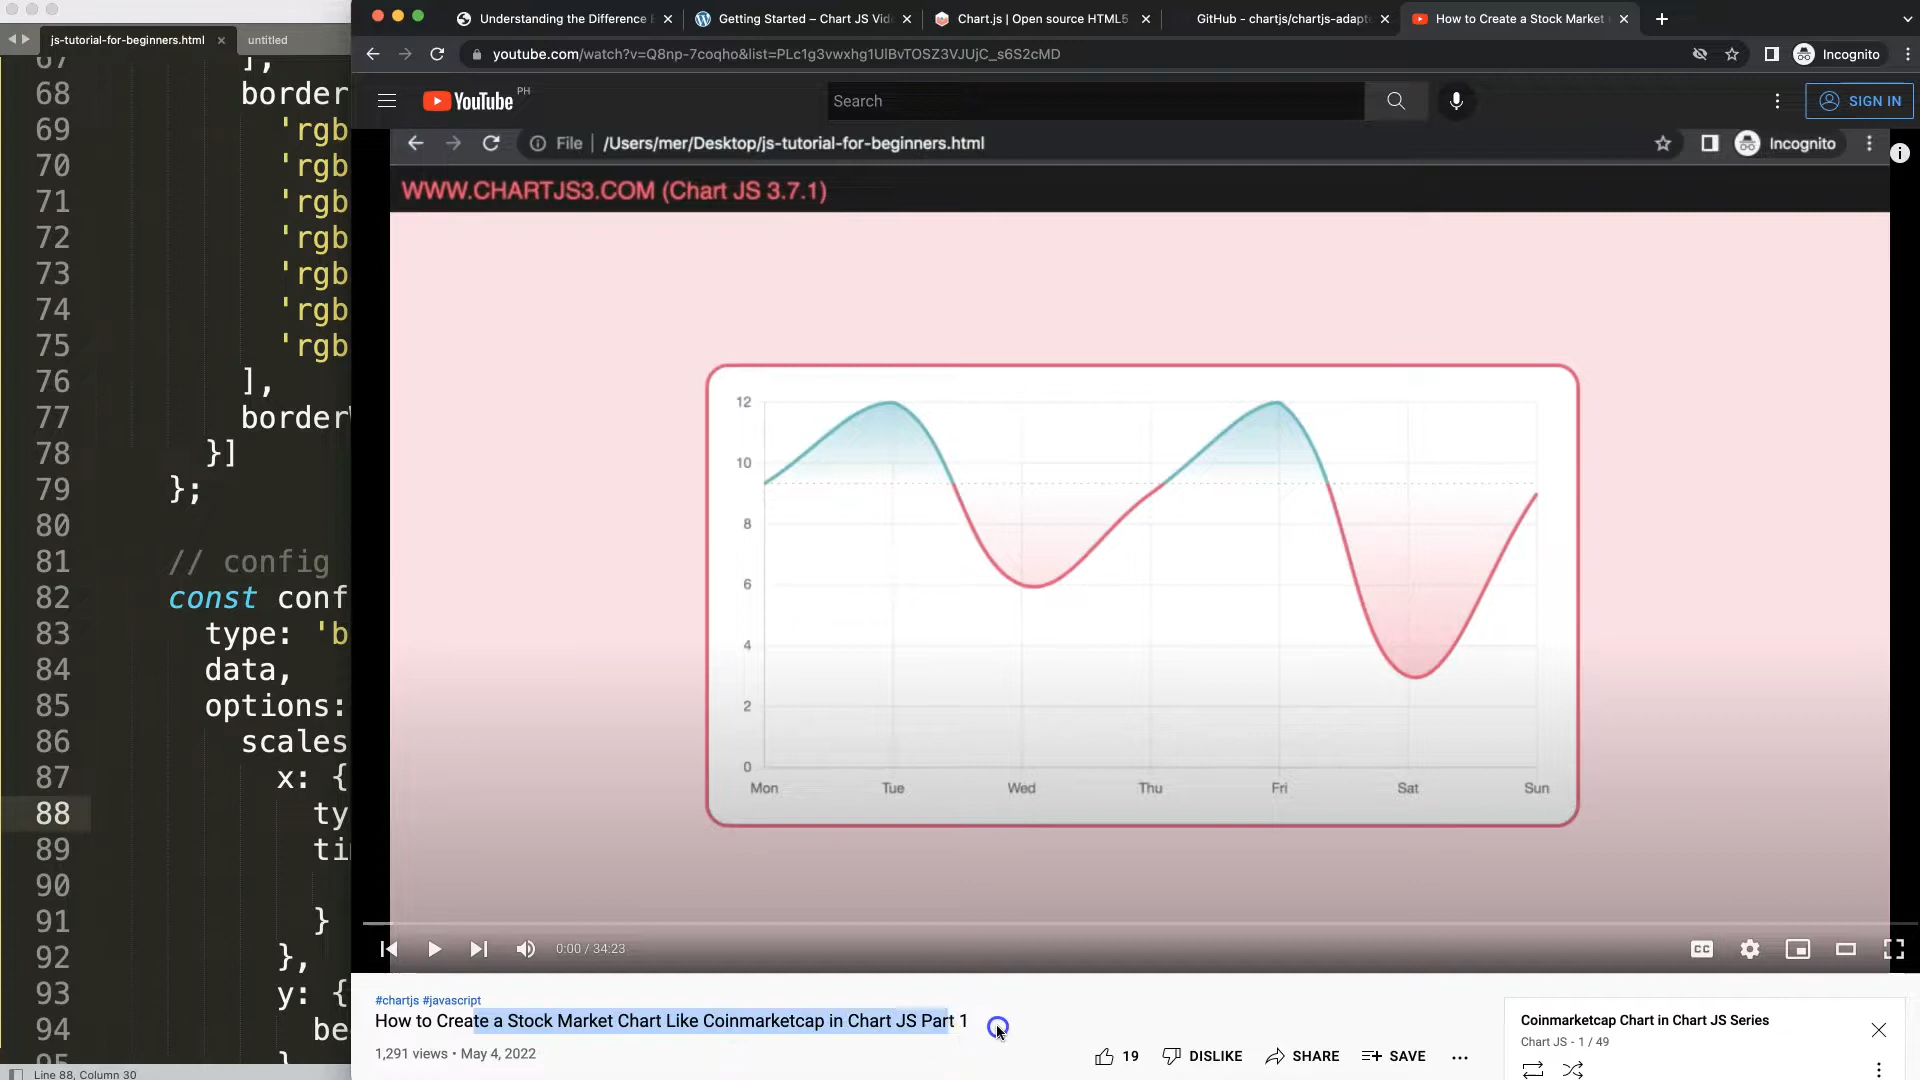 js-tutorial-for-beginners.html
untitled
Understanding the Difference
Getting Started – Chart JS Vid
Chart.js | Open source HTML5
GitHub - chartjs/chartjs-adapt
How to Create a Stock Market
youtube.com/watch?v=Q8np-7coqho&list=PLc1g3vwxhg1UlBvTOSZ3VJUjC_s6S2cMD
Incognito
YouTube PH
Search
SIGN IN
File /Users/mer/Desktop/js-tutorial-for-beginners.html
Incognito
WWW.CHARTJS3.COM (Chart JS 3.7.1)
67 ],
68 border
69 'rgb
70 'rgb
71 'rgb
72 'rgb
73 'rgb
74 'rgb
75 'rgb
76 ],
77 border
78 }]
79 };
80
81 // config
82 const conf
83 type: 'b
84 data,
85 options:
86 scales
87 x: {
88 ty
89 ti
90
91 }
92 },
93 y: {
94 be
95 }
Line 88, Column 30
12
10
8
6
4
2
0
Mon Tue Wed Thu Fri Sat Sun
0:00 / 34:23
CC
#chartjs #javascript
How to Create a Stock Market Chart Like Coinmarketcap in Chart JS Part 1
1,291 views • May 4, 2022
19 DISLIKE SHARE SAVE
Coinmarketcap Chart in Chart JS Series
Chart JS - 1 / 49